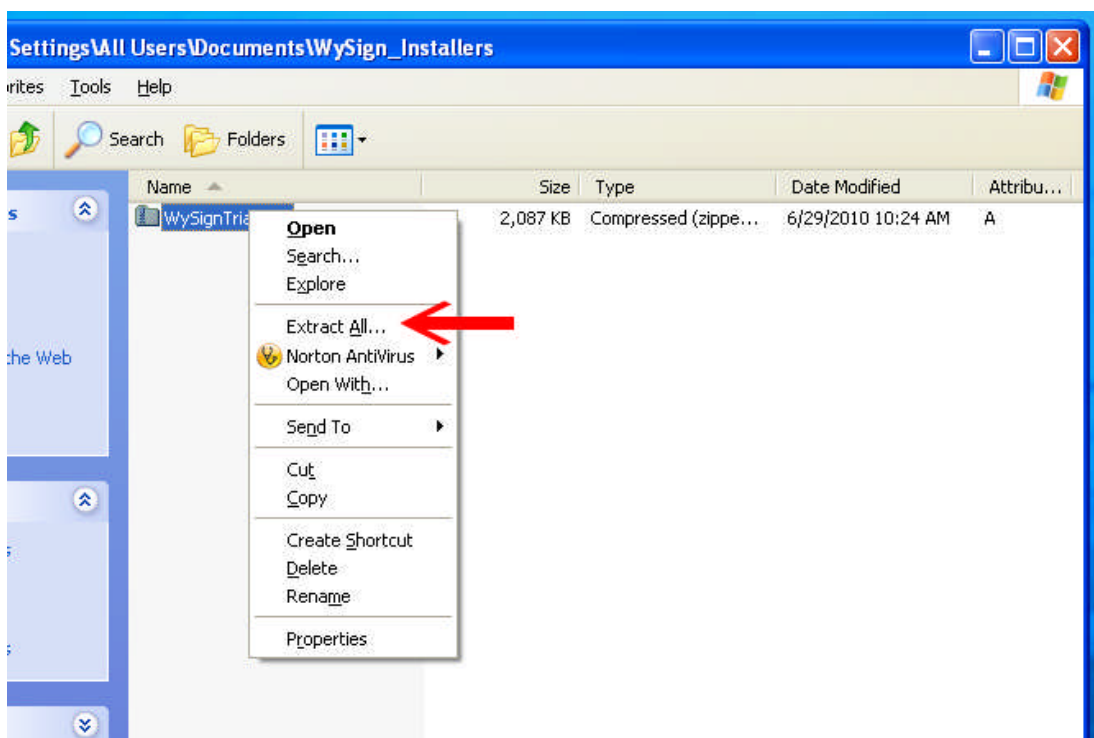 Settings\All Users\Documents\WySign_Installers
Tools Help
Search Folders
Name Size Type Date Modified Attribu...
WySignTria 2,087 KB Compressed (zippe... 6/29/2010 10:24 AM A
Open
Search...
Explore
Extract All...
the Web
Norton AntiVirus
Open With...
Send To
Cut
Copy
Create Shortcut
Delete
Rename
Properties